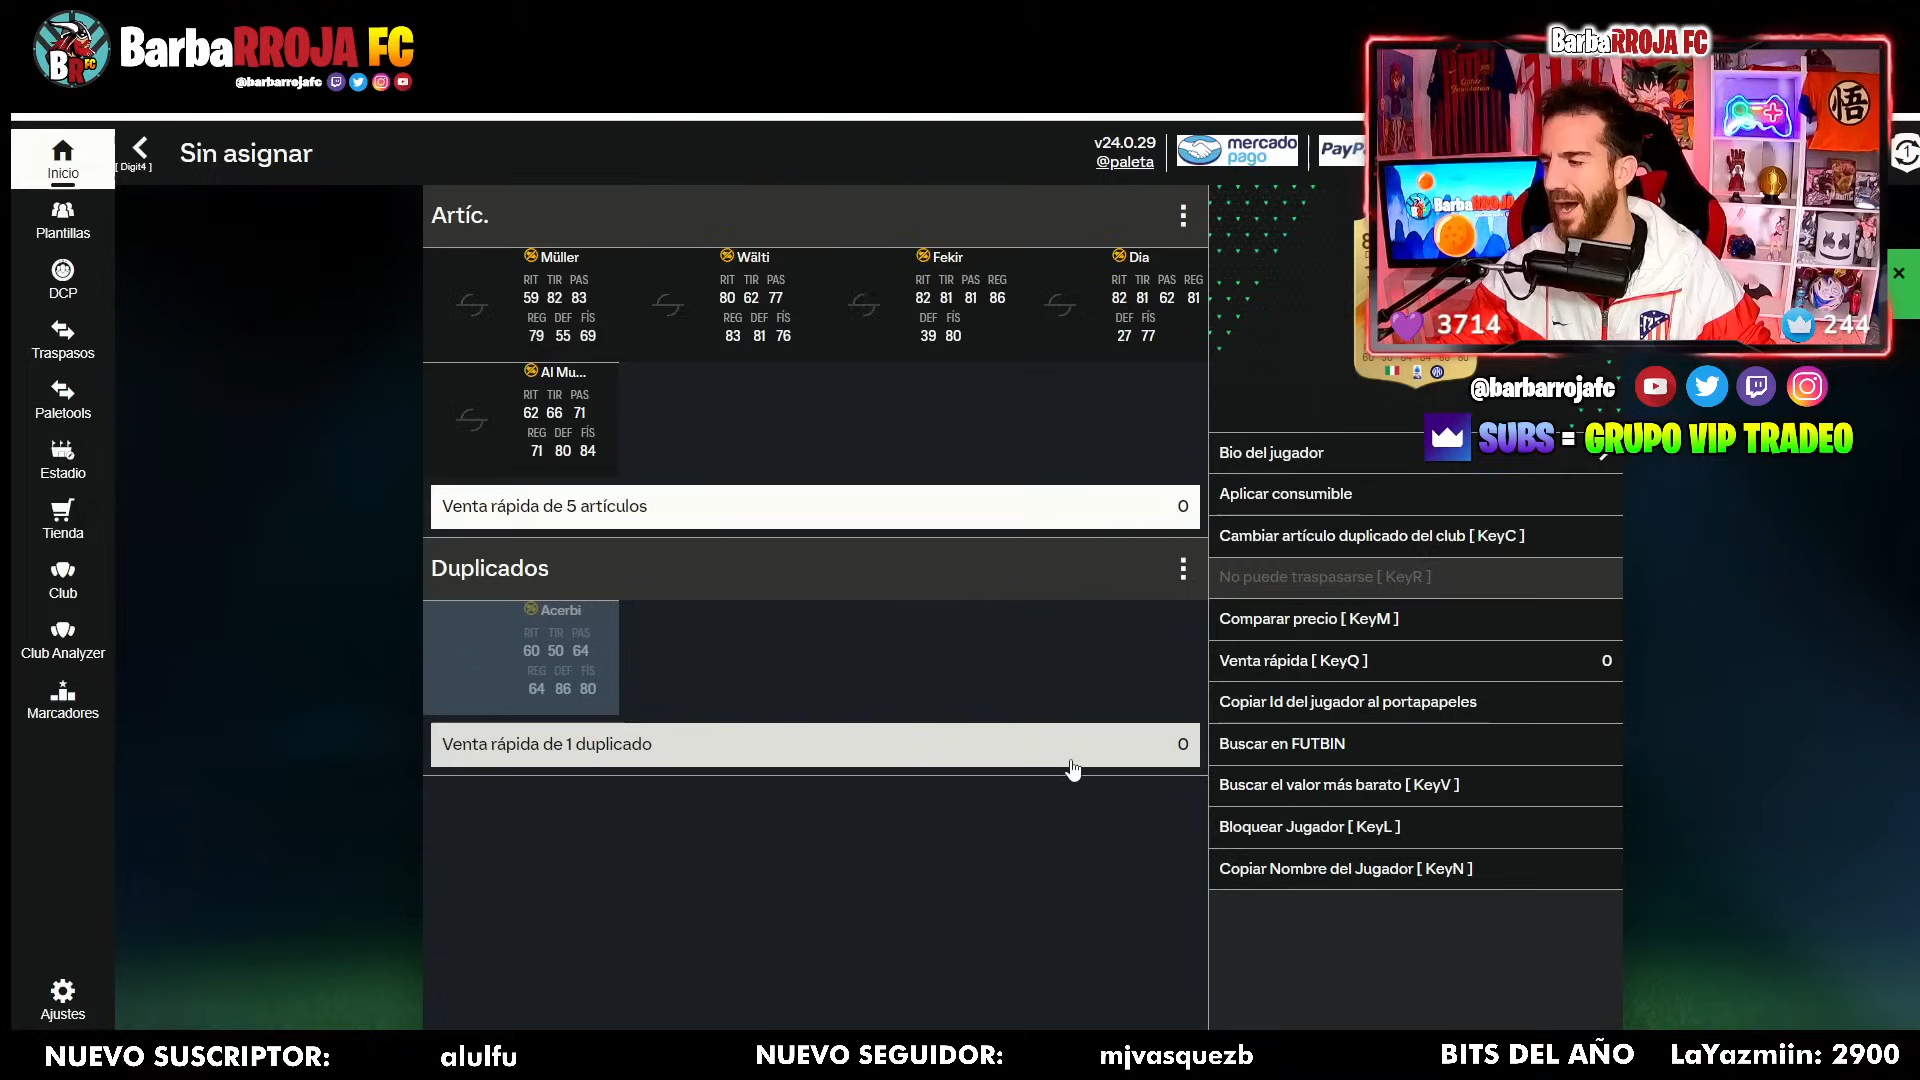 BarbaRROJA FC
@barbarrojafc
BarbaRROJA FC
Inicio
[ Digit4 ]
Sin asignar
v24.0.29
@paleta
mercado
pago
PayP
1
Plantillas
DCP
Traspasos
Paletools
Estadio
Tienda
Club
Club Analyzer
Marcadores
Ajustes
Artíc.
Müller
RIT TIR PAS
59 82 83
REG DEF FÍS
79 55 69
Wälti
RIT TIR PAS
80 62 77
REG DEF FÍS
83 81 76
Fekir
RIT TIR PAS REG
82 81 81 86
DEF FÍS
39 80
Dia
RIT TIR PAS REG
82 81 62 81
DEF FÍS
27 77
Al Mu...
RIT TIR PAS
62 66 71
REG DEF FÍS
71 80 84
Venta rápida de 5 artículos 0
Duplicados
Acerbi
RIT TIR PAS
60 50 64
REG DEF FÍS
64 86 80
Venta rápida de 1 duplicado 0
BarbaRROJA
悟
3714
244
@barbarrojafc
SUBS = GRUPO VIP TRADEO
Bio del jugador
Aplicar consumible
Cambiar artículo duplicado del club [ KeyC ]
No puede traspasarse [ KeyR ]
Comparar precio [ KeyM ]
Venta rápida [ KeyQ ] 0
Copiar Id del jugador al portapapeles
Buscar en FUTBIN
Buscar el valor más barato [ KeyV ]
Bloquear Jugador [ KeyL ]
Copiar Nombre del Jugador [ KeyN ]
NUEVO SUSCRIPTOR: alulfu
NUEVO SEGUIDOR: mjvasquezb
BITS DEL AÑO LaYazmiin: 2900